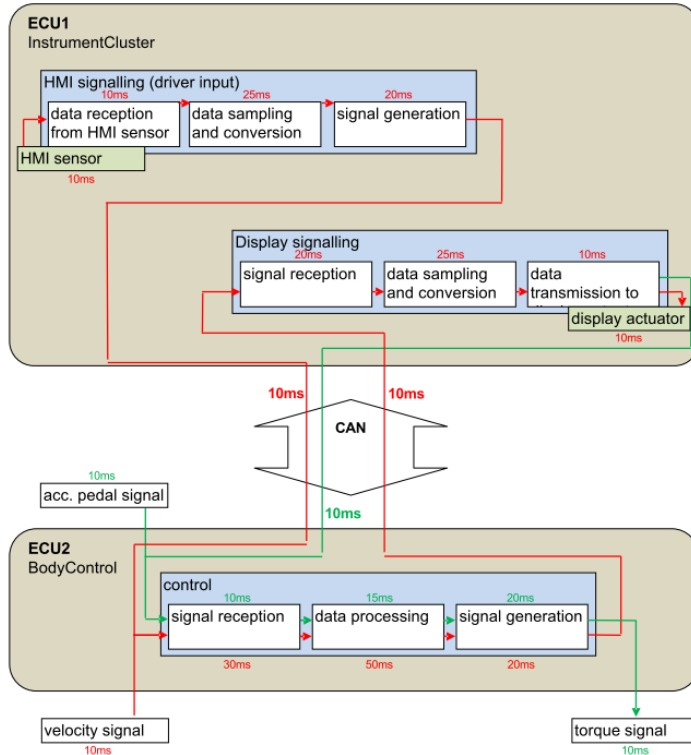 ECU1
InstrumentCluster
HMI signalling (driver input)
10ms
25ms
20ms
data reception
from HMI sensor
data sampling
and conversion
signal generation
HMI sensor
10ms
Display signalling
20ms
25ms
10ms
signal reception
data sampling
and conversion
data
transmission to
display actuator
10ms
10ms
10ms
CAN
10ms
acc. pedal signal
10ms
ECU2
BodyControl
control
10ms
15ms
20ms
signal reception
data processing
signal generation
30ms
50ms
20ms
velocity signal
10ms
torque signal
10ms